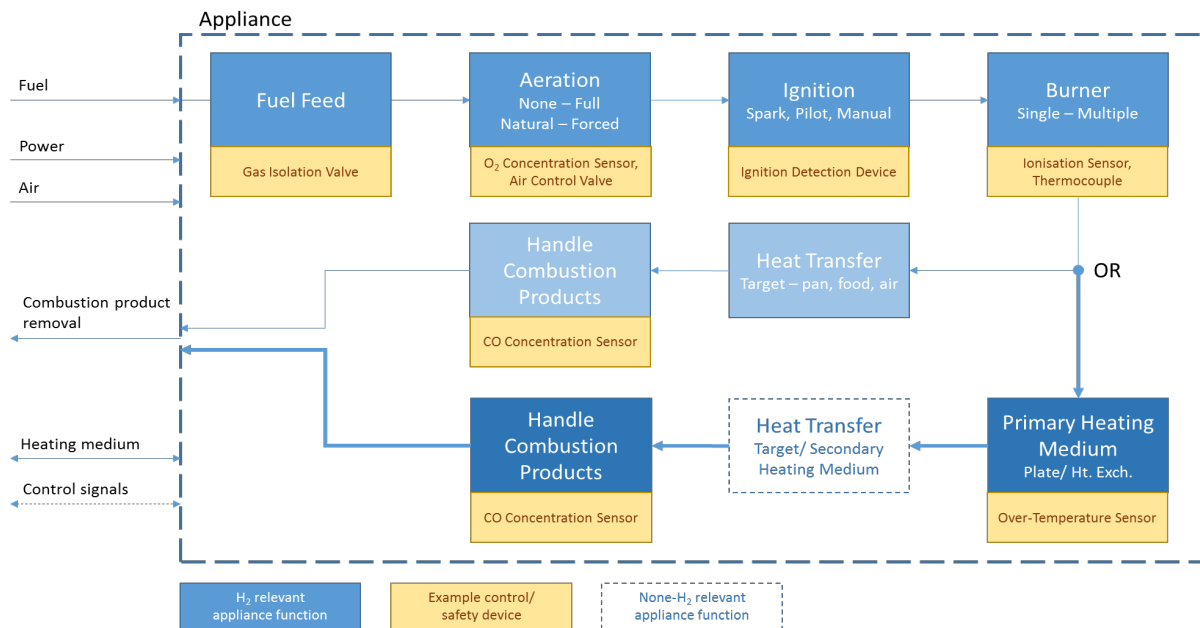 Appliance
Fuel
Power
Air
Combustion product
removal
Heating medium
Control signals
Fuel Feed
Gas Isolation Valve
Aeration
None – Full
Natural – Forced
O₂ Concentration Sensor,
Air Control Valve
Ignition
Spark, Pilot, Manual
Ignition Detection Device
Burner
Single – Multiple
Ionisation Sensor,
Thermocouple
OR
Heat Transfer
Target – pan, food, air
Handle
Combustion
Products
CO Concentration Sensor
Primary Heating
Medium
Plate/ Ht. Exch.
Over-Temperature Sensor
Heat Transfer
Target/ Secondary
Heating Medium
Handle
Combustion
Products
CO Concentration Sensor
H₂ relevant
appliance function
Example control/
safety device
None-H₂ relevant
appliance function